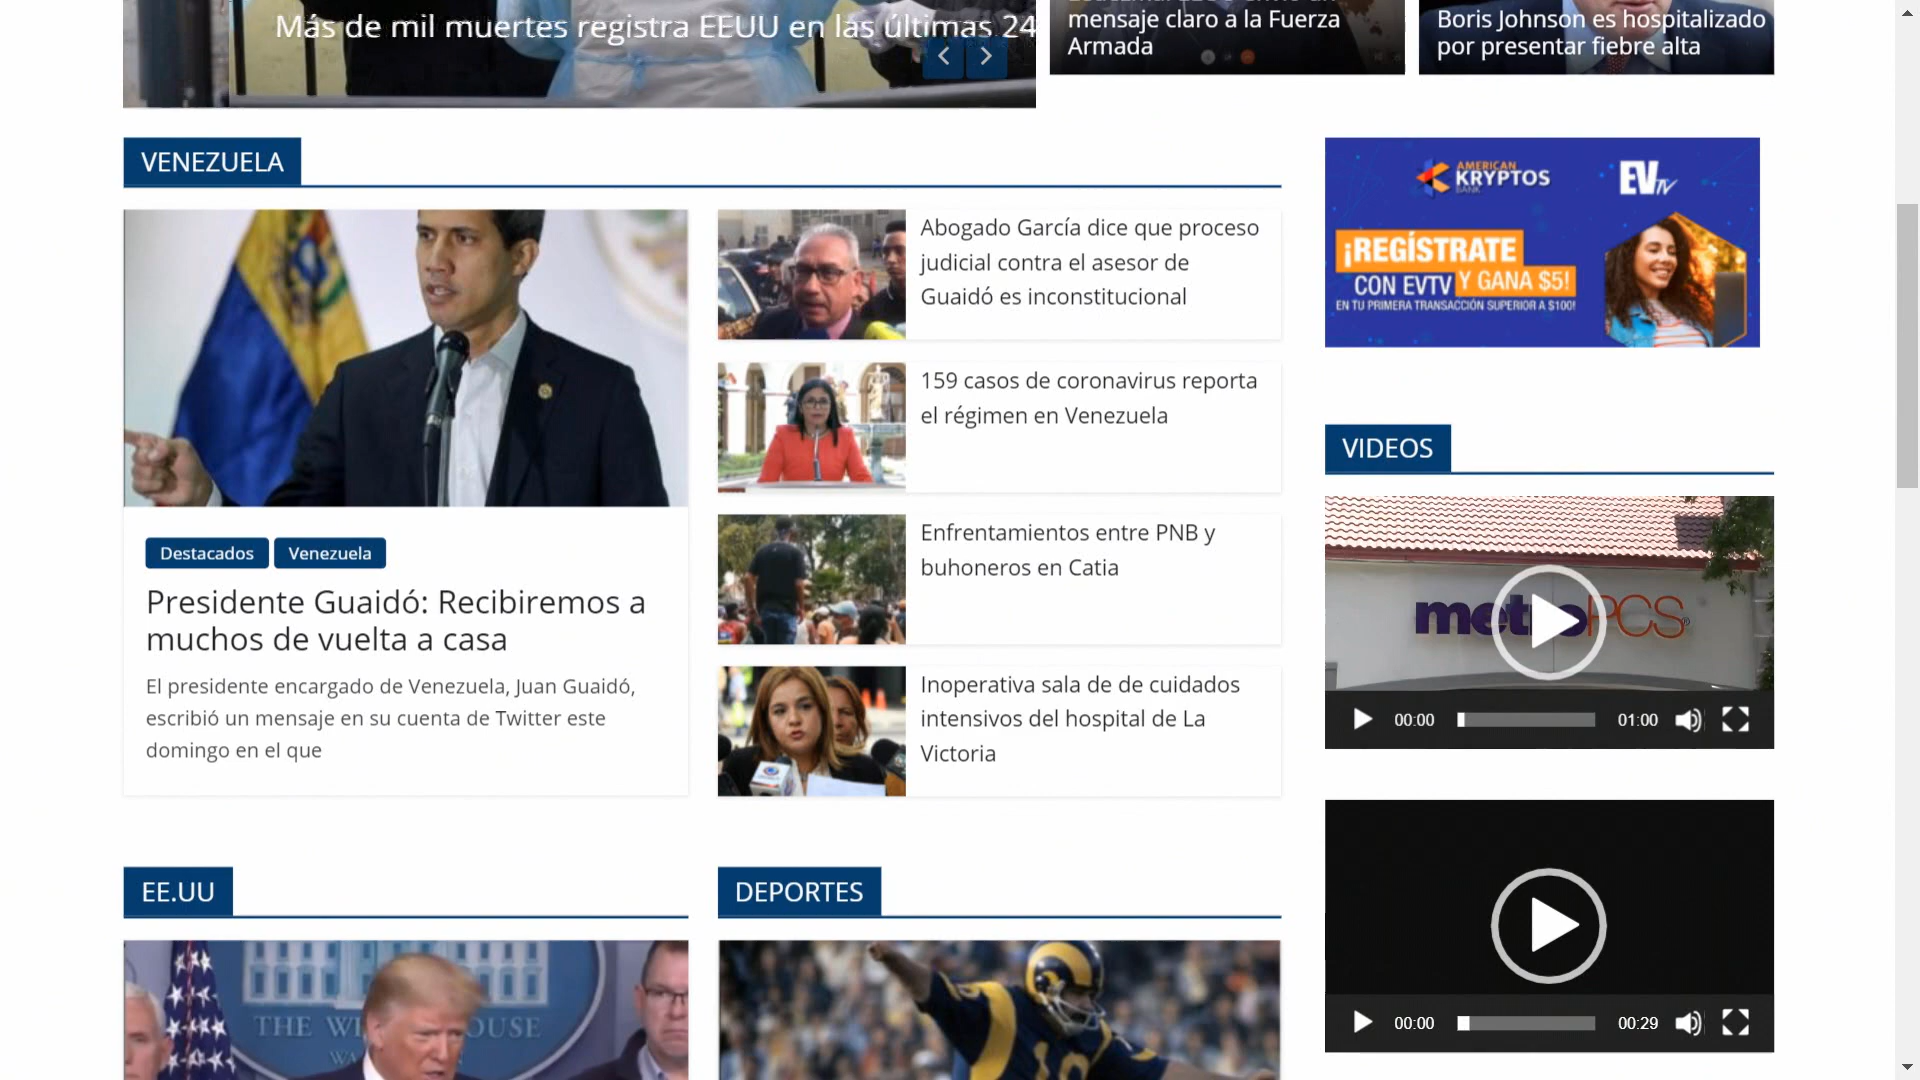 Más de mil muertes registra EEUU en las últimas 24
mensaje claro a la Fuerza
Armada
Boris Johnson es hospitalizado
por presentar fiebre alta
VENEZUELA
Abogado García dice que proceso
judicial contra el asesor de
Guaidó es inconstitucional
159 casos de coronavirus reporta
el régimen en Venezuela
Enfrentamientos entre PNB y
buhoneros en Catia
Inoperativa sala de de cuidados
intensivos del hospital de La
Victoria
Destacados
Venezuela
Presidente Guaidó: Recibiremos a
muchos de vuelta a casa
El presidente encargado de Venezuela, Juan Guaidó,
escribió un mensaje en su cuenta de Twitter este
domingo en el que
AMERICAN
KRYPTOS
BANK
EVTV
¡REGÍSTRATE
CON EVTV Y GANA $5!
EN TU PRIMERA TRANSACCIÓN SUPERIOR A $100!
VIDEOS
metroPCS
00:00
01:00
00:00
00:29
EE.UU
THE WHOUSE
DEPORTES